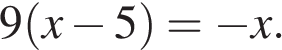 9(x − 5) = −x.